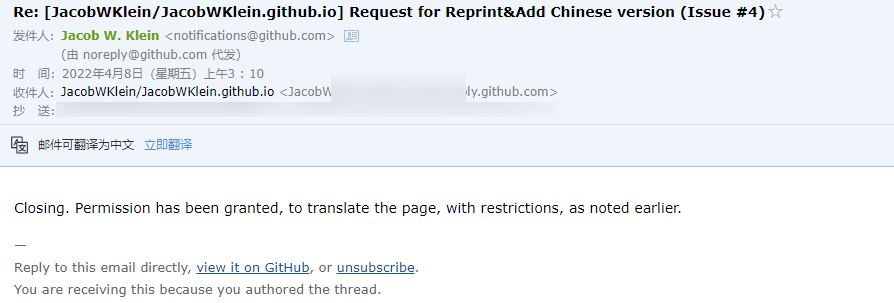 Re: [JacobWKlein/JacobWKlein.github.io] Request for Reprint&Add Chinese version (Issue #4)☆
发件人: Jacob W. Klein <notifications@github.com>
(由 noreply@github.com 代发)
时 间: 2022年4月8日 (星期五) 上午3:10
收件人: JacobWKlein/JacobWKlein.github.io <JacobW ly.github.com>
抄 送:
邮件可翻译为中文 立即翻译
Closing. Permission has been granted, to translate the page, with restrictions, as noted earlier.
—
Reply to this email directly, view it on GitHub, or unsubscribe.
You are receiving this because you authored the thread.